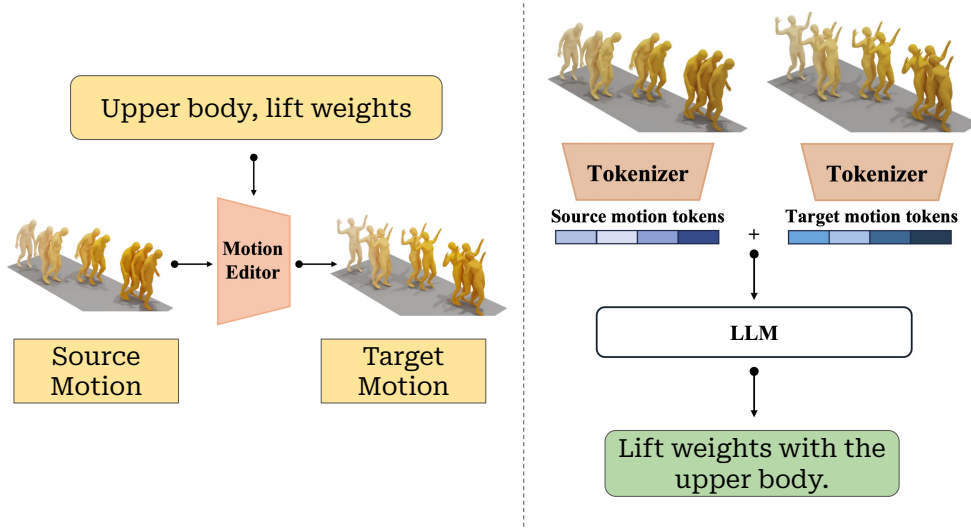 Upper body, lift weights
Motion
Editor
Source
Motion
Target
Motion
Tokenizer
Tokenizer
Source motion tokens
Target motion tokens
+
LLM
Lift weights with the
upper body.